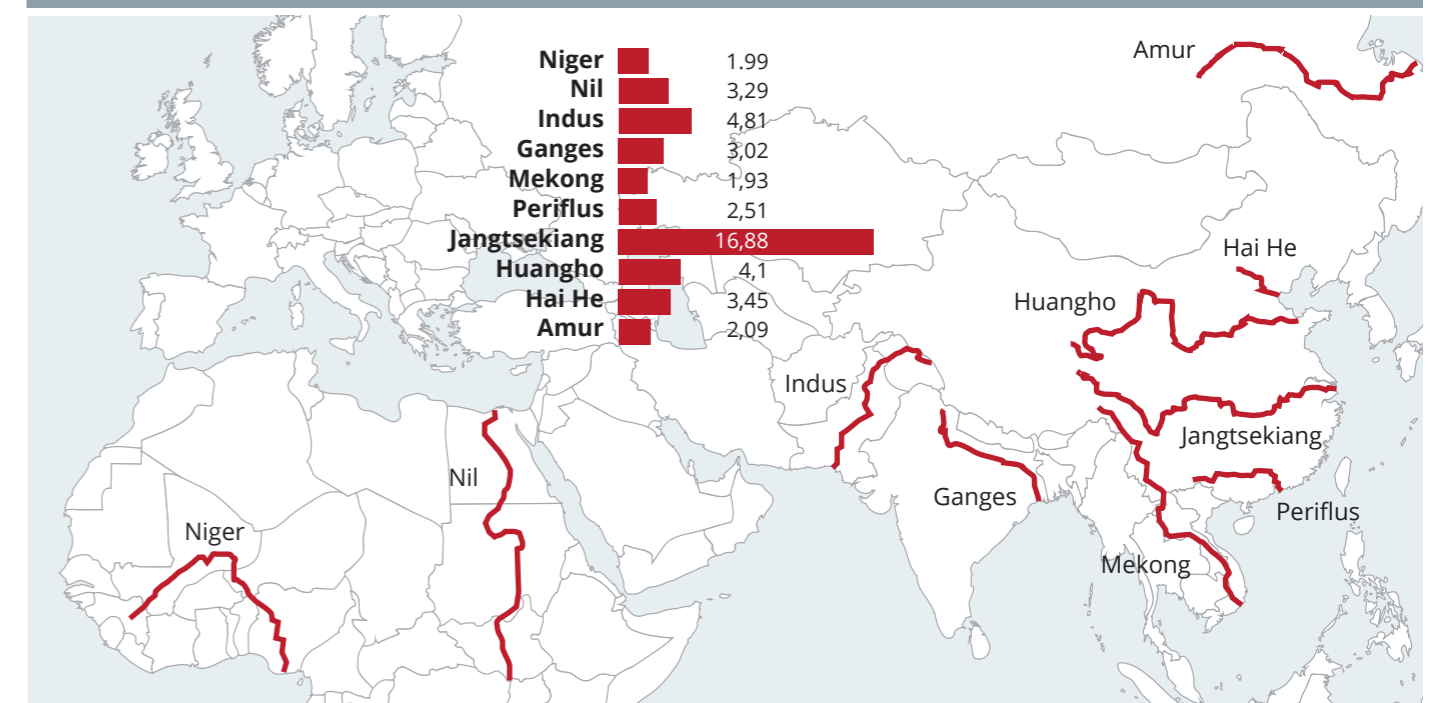 Niger 1.99
Nil 3,29
Indus 4,81
Ganges 3,02
Mekong 1,93
Periflus 2,51
Jangtsekiang 16,88
Huangho 4,1
Hai He 3,45
Amur 2,09
Amur
Hai He
Huangho
Indus
Jangtsekiang
Nil
Ganges
Periflus
Niger
Mekong